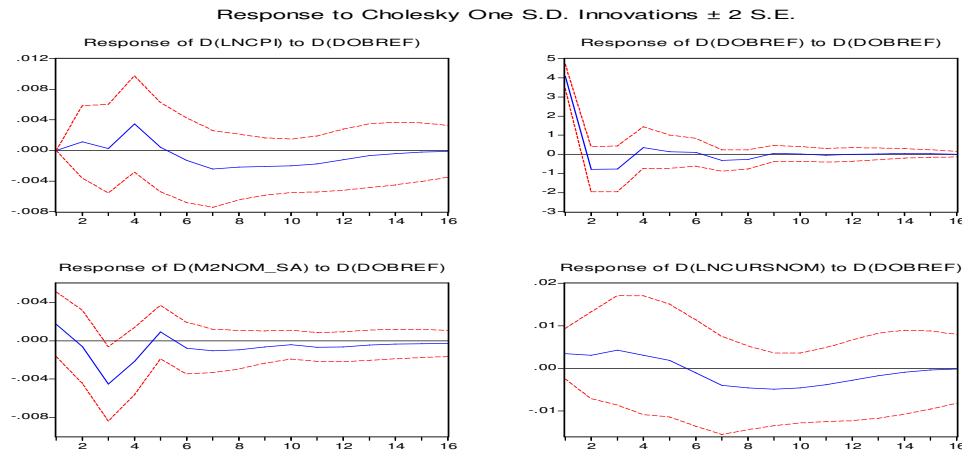 Response to Cholesky One S.D. Innovations ± 2 S.E.
Response of D(LNCPI) to D(DOBREF)
.012
.008
.004
.000
-.004
-.008
2 4 6 8 10 12 14 16
Response of D(DOBREF) to D(DOBREF)
5
4
3
2
1
0
-1
-2
-3
2 4 6 8 10 12 14 16
Response of D(M2NOM_SA) to D(DOBREF)
.004
.000
-.004
-.008
2 4 6 8 10 12 14 16
Response of D(LNCURSNOM) to D(DOBREF)
.02
.01
.00
-.01
2 4 6 8 10 12 14 16